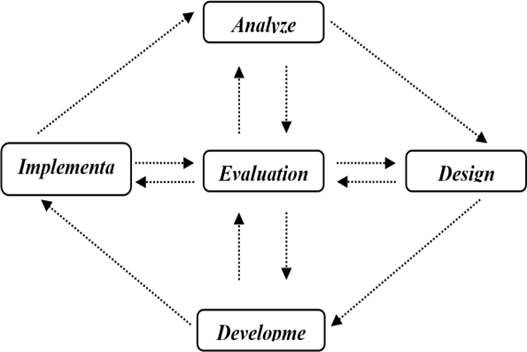 Analyze
Implementa
Evaluation
Design
Developme